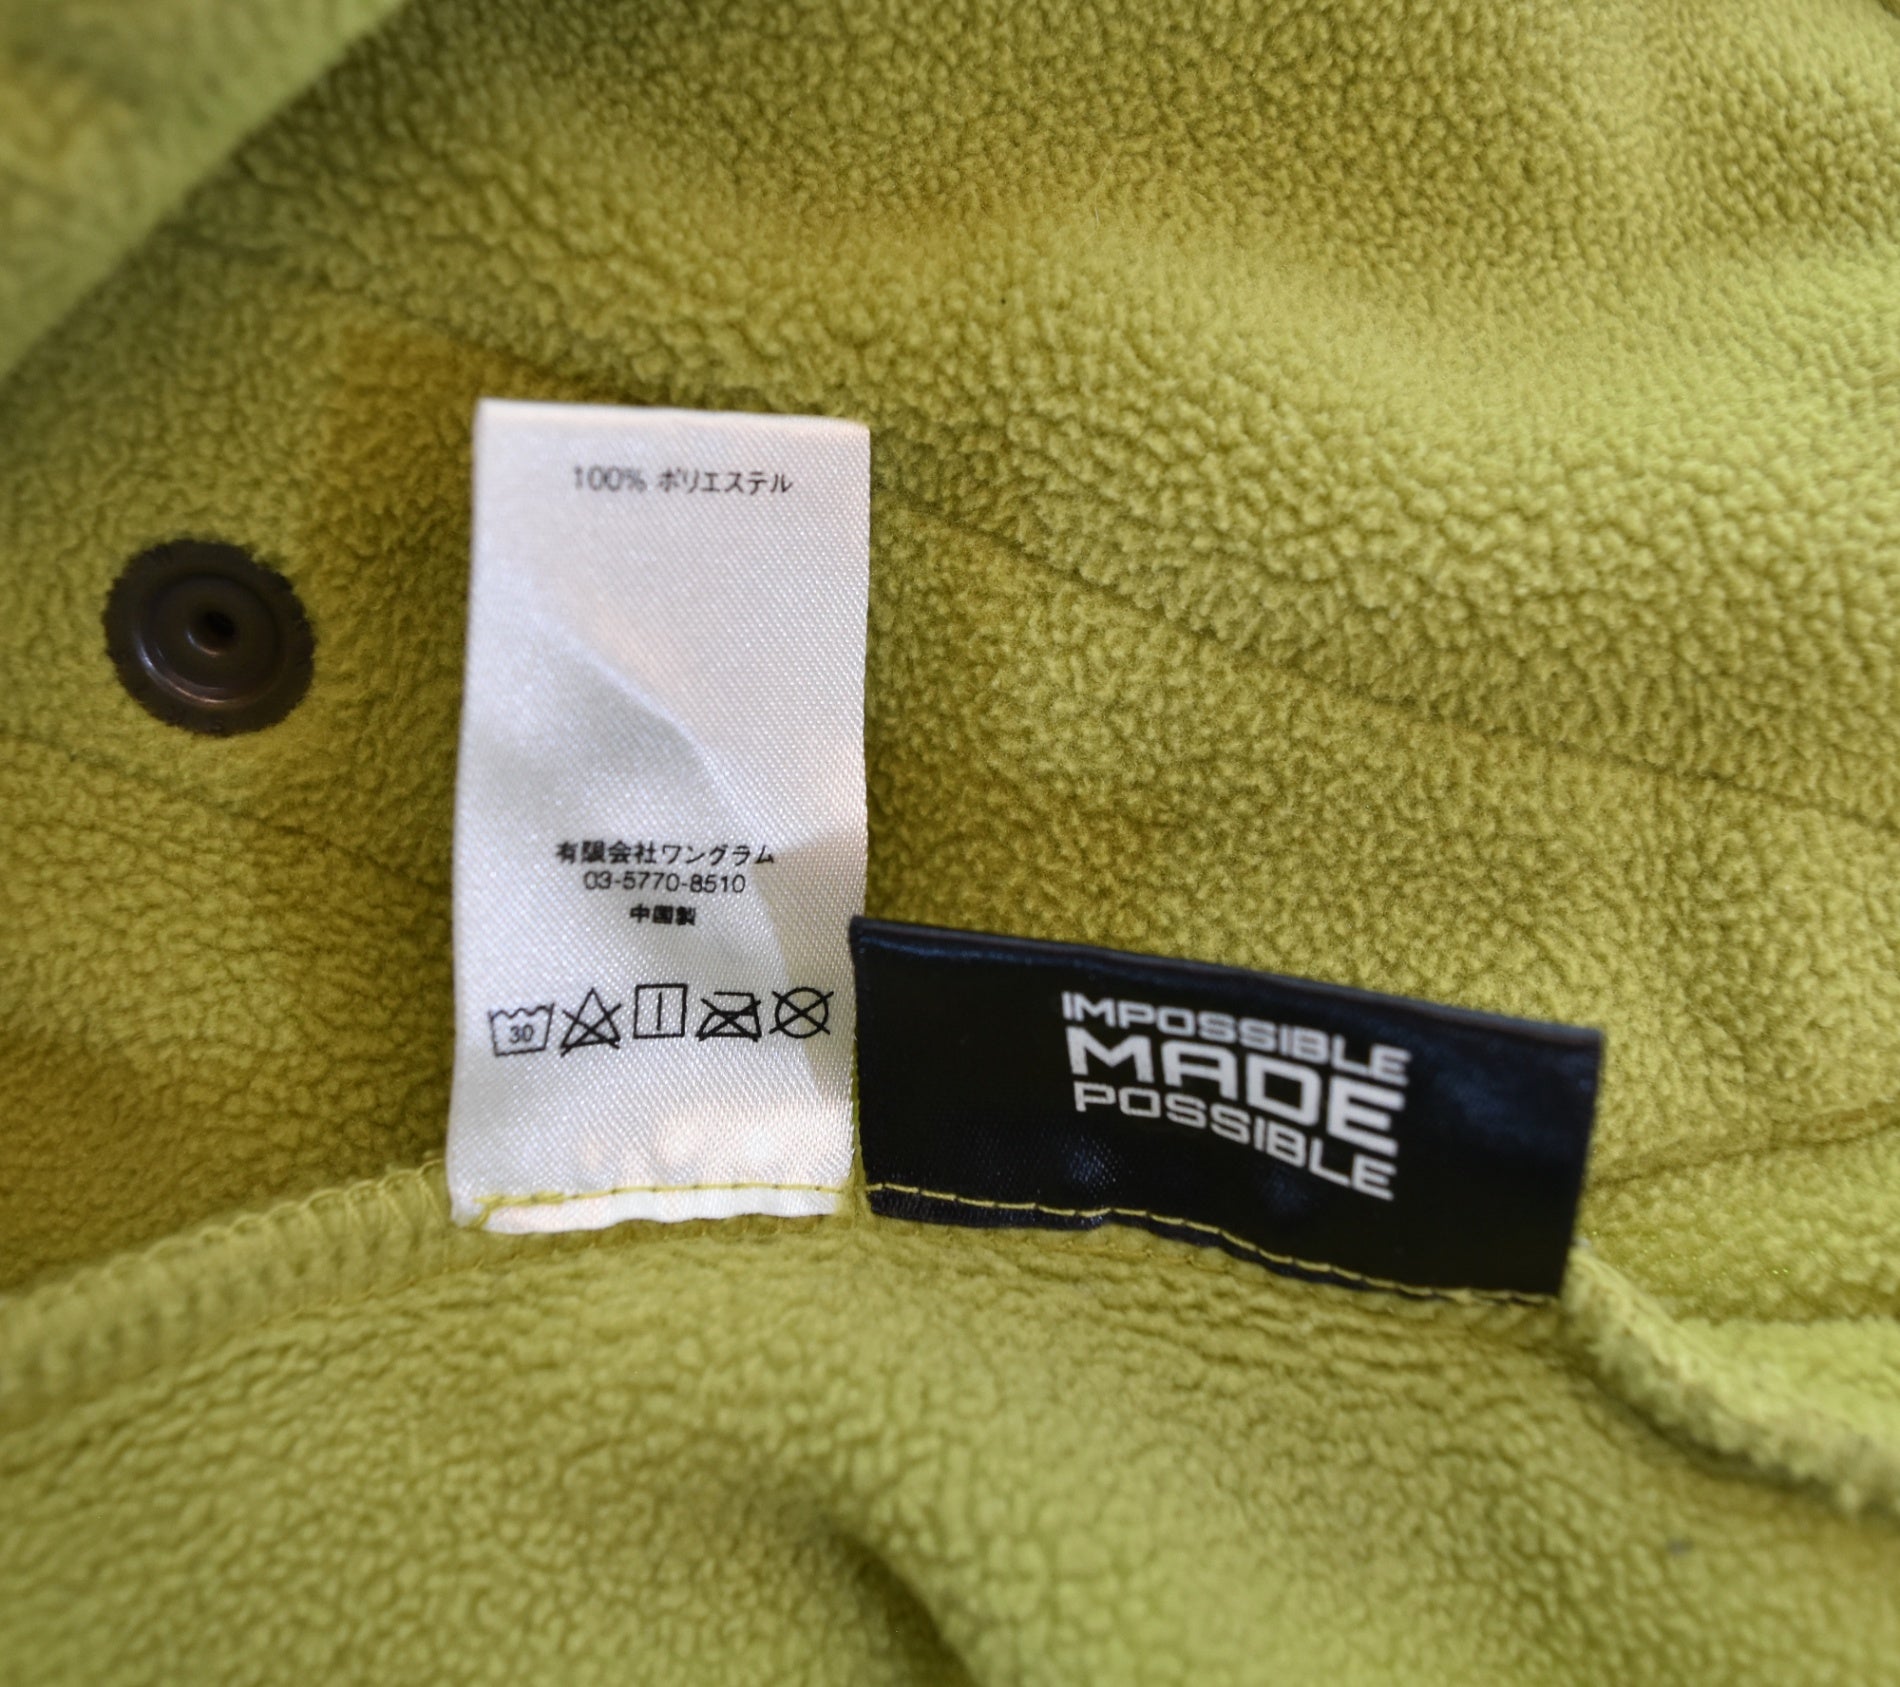 100% ポリエステル
有限会社ワングラム
03-5770-8510
中国製
30
IMPOSSIBLE
MADE
POSSIBLE